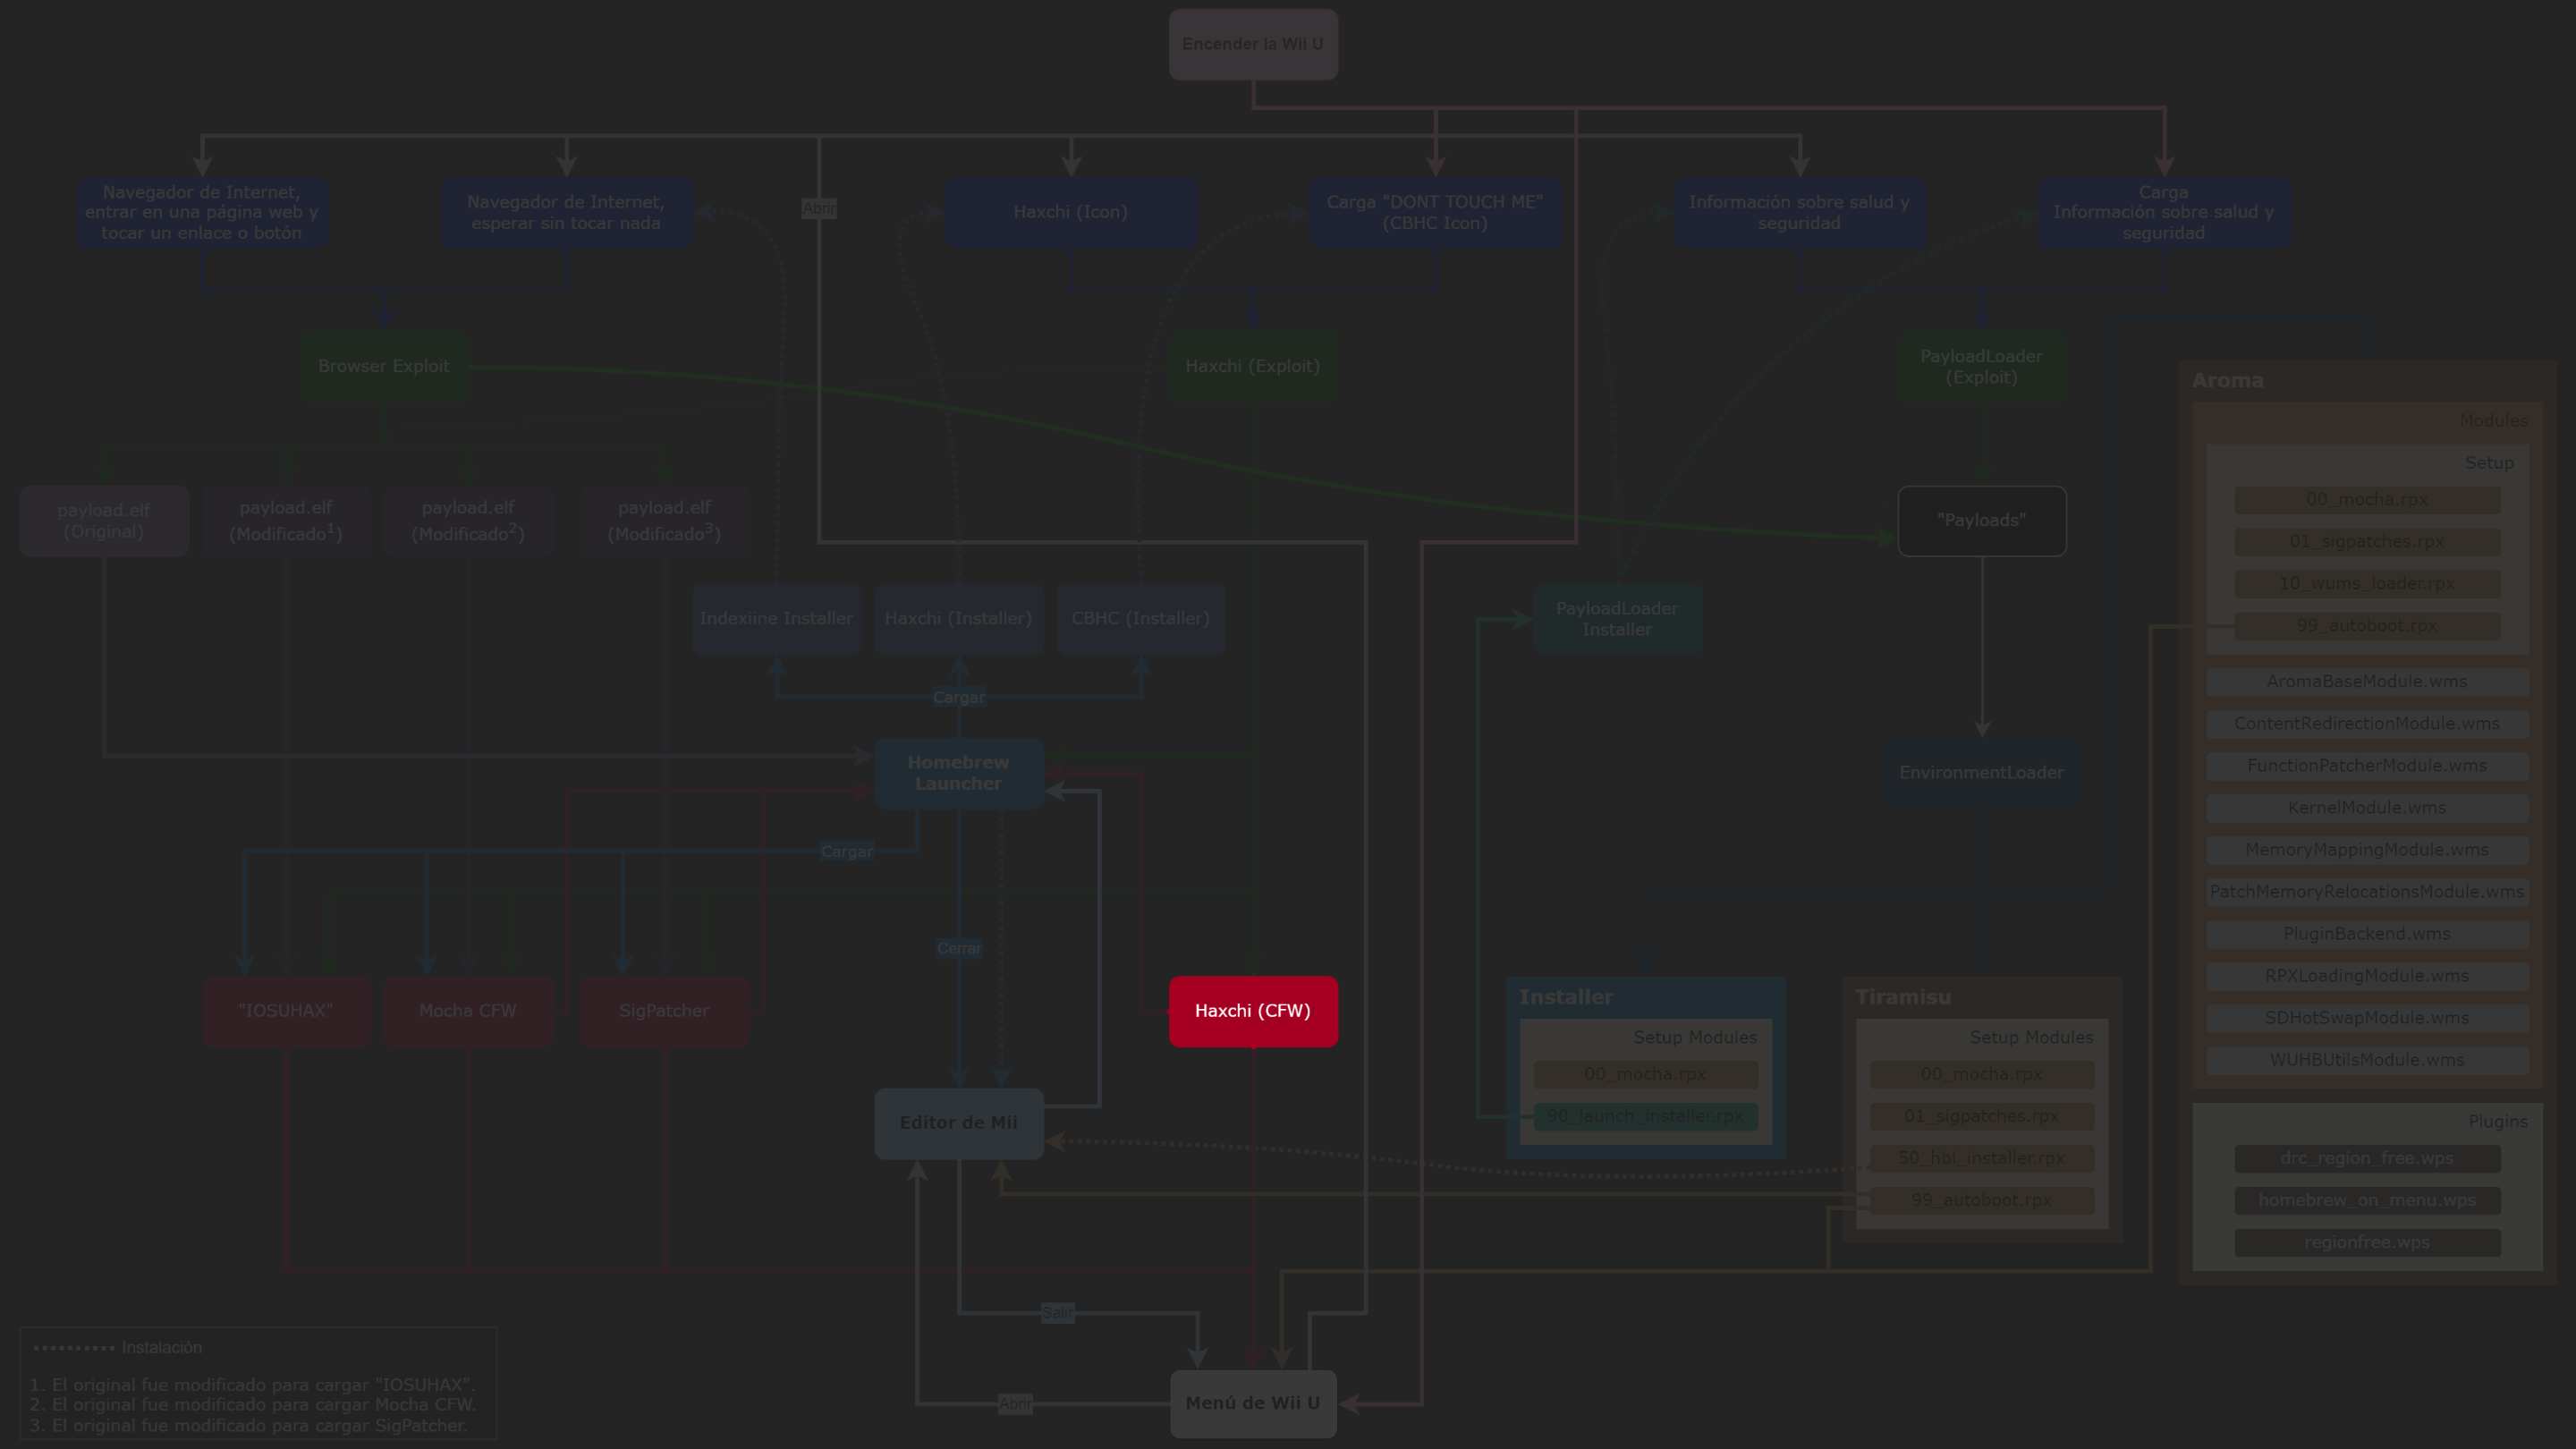 Encender la Wii U
Navegador de Internet,
entrar en una página web y
tocar un enlace o botón
Navegador de Internet,
esperar sin tocar nada
Abrir
Haxchi (Icon)
Carga "DONT TOUCH ME"
(CBHC Icon)
Información sobre salud y
seguridad
Carga
Información sobre salud y
seguridad
Browser Exploit
Haxchi (Exploit)
PayloadLoader
(Exploit)
payload.elf
(Original)
payload.elf
(Modificado1)
payload.elf
(Modificado2)
payload.elf
(Modificado3)
"Payloads"
Indexiine Installer
Haxchi (Installer)
CBHC (Installer)
PayloadLoader
Installer
Cargar
Homebrew
Launcher
EnvironmentLoader
Cargar
Cerrar
"IOSUHAX"
Mocha CFW
SigPatcher
Haxchi (CFW)
Installer
Setup Modules
00_mocha.rpx
90_launch_installer.rpx
Tiramisu
Setup Modules
00_mocha.rpx
01_sigpatches.rpx
50_hbl_installer.rpx
99_autoboot.rpx
Aroma
Modules
Setup
00_mocha.rpx
01_sigpatches.rpx
10_wums_loader.rpx
99_autoboot.rpx
AromaBaseModule.wms
ContentRedirectionModule.wms
FunctionPatcherModule.wms
KernelModule.wms
MemoryMappingModule.wms
PatchMemoryRelocationsModule.wms
PluginBackend.wms
RPXLoadingModule.wms
SDHotSwapModule.wms
WUHBUtilsModule.wms
Plugins
drc_region_free.wps
homebrew_on_menu.wps
regionfree.wps
Editor de Mii
Salir
Abrir
Menú de Wii U
Instalación
1. El original fue modificado para cargar "IOSUHAX".
2. El original fue modificado para cargar Mocha CFW.
3. El original fue modificado para cargar SigPatcher.